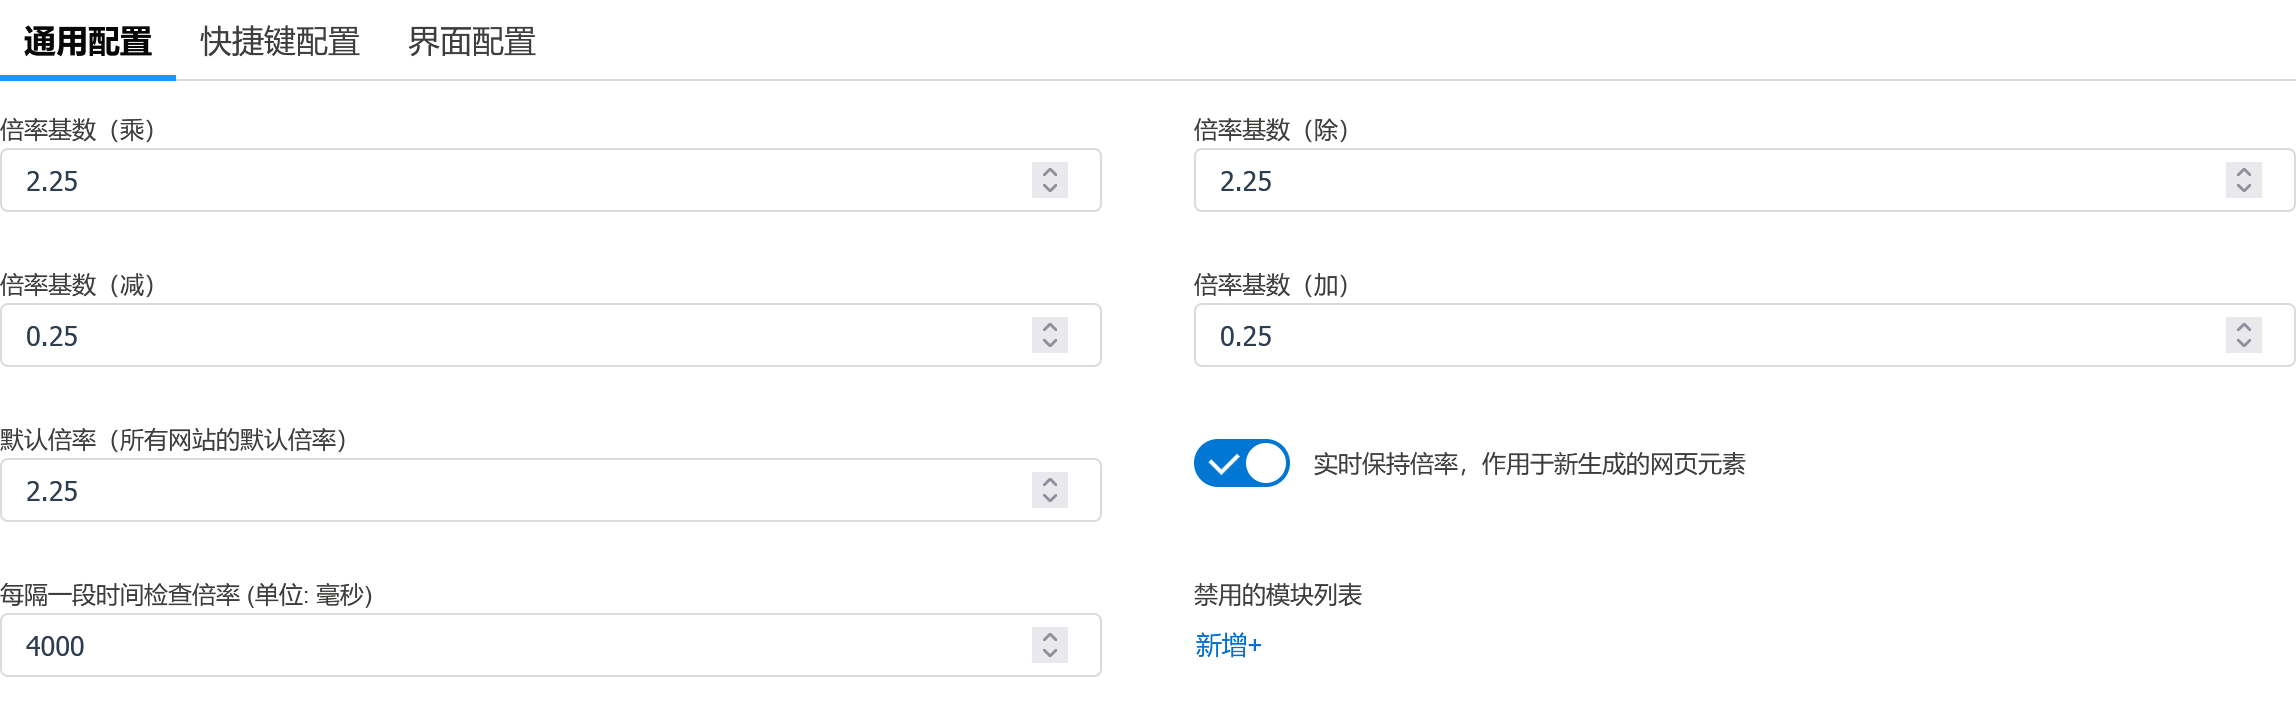 通用配置 快捷键配置 界面配置
倍率基数（乘） 倍率基数（除）
2.25 2.25
倍率基数（减） 倍率基数（加）
0.25 0.25
默认倍率（所有网站的默认倍率）
实时保持倍率，作用于新生成的网页元素
2.25
每隔一段时间检查倍率 (单位: 毫秒) 禁用的模块列表
4000 新增+